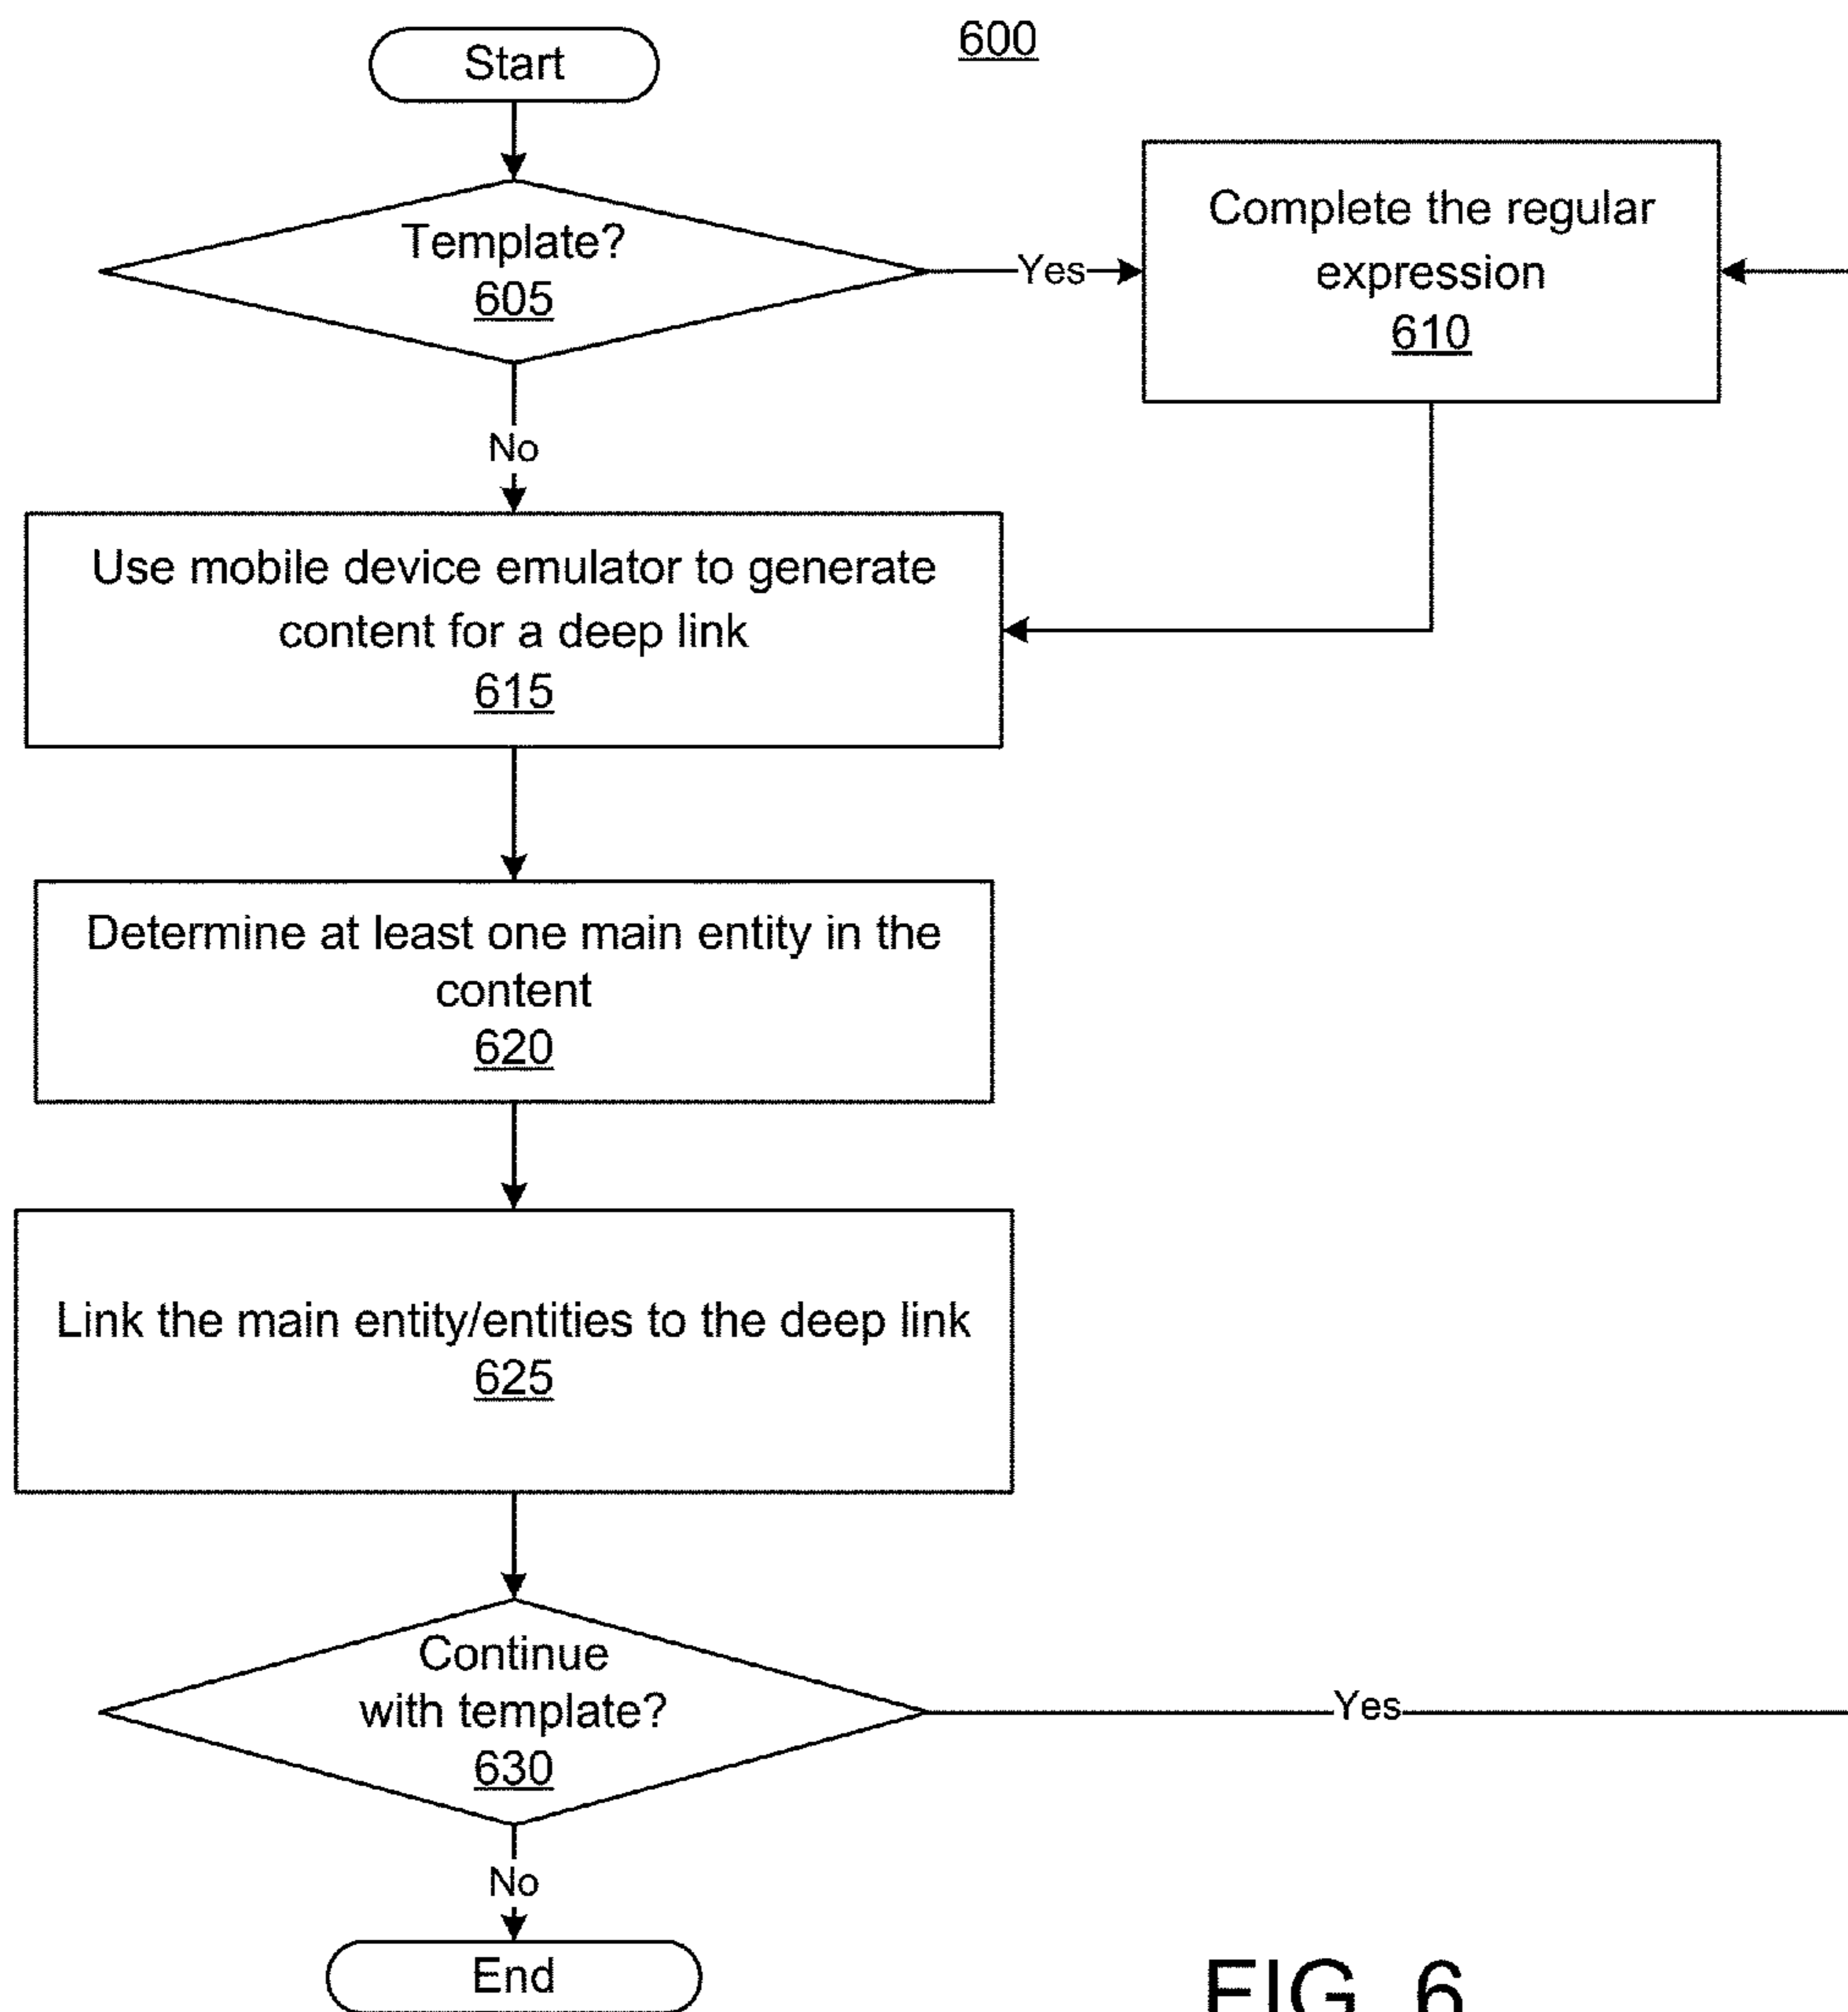 600
Start
Template?
605
Yes
Complete the regular
expression
610
No
Use mobile device emulator to generate
content for a deep link
615
Determine at least one main entity in the
content
620
Link the main entity/entities to the deep link
625
Continue
with template?
630
Yes
No
End
FIG. 6